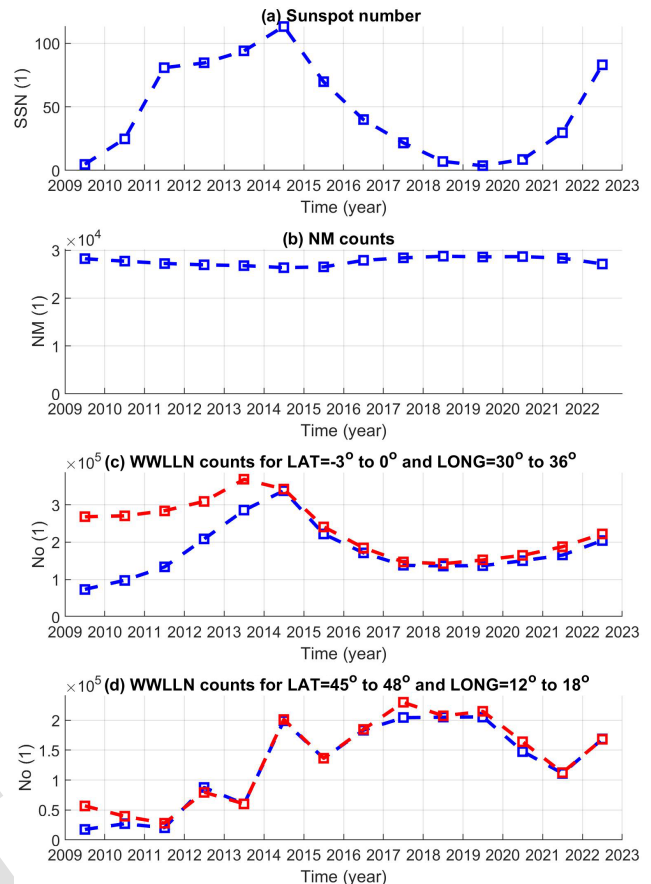 (a) Sunspot number
100
50
0
SSN (1)
2009 2010 2011 2012 2013 2014 2015 2016 2017 2018 2019 2020 2021 2022 2023
Time (year)
×10⁴
(b) NM counts
3
2
1
0
NM (1)
2009 2010 2011 2012 2013 2014 2015 2016 2017 2018 2019 2020 2021 2022
Time (year)
×10⁵ (c) WWLLN counts for LAT=-3° to 0° and LONG=30° to 36°
3
2
1
0
No (1)
2009 2010 2011 2012 2013 2014 2015 2016 2017 2018 2019 2020 2021 2022 2023
Time (year)
×10⁵ (d) WWLLN counts for LAT=45° to 48° and LONG=12° to 18°
2
1.5
1
0.5
0
No (1)
2009 2010 2011 2012 2013 2014 2015 2016 2017 2018 2019 2020 2021 2022 2023
Time (year)